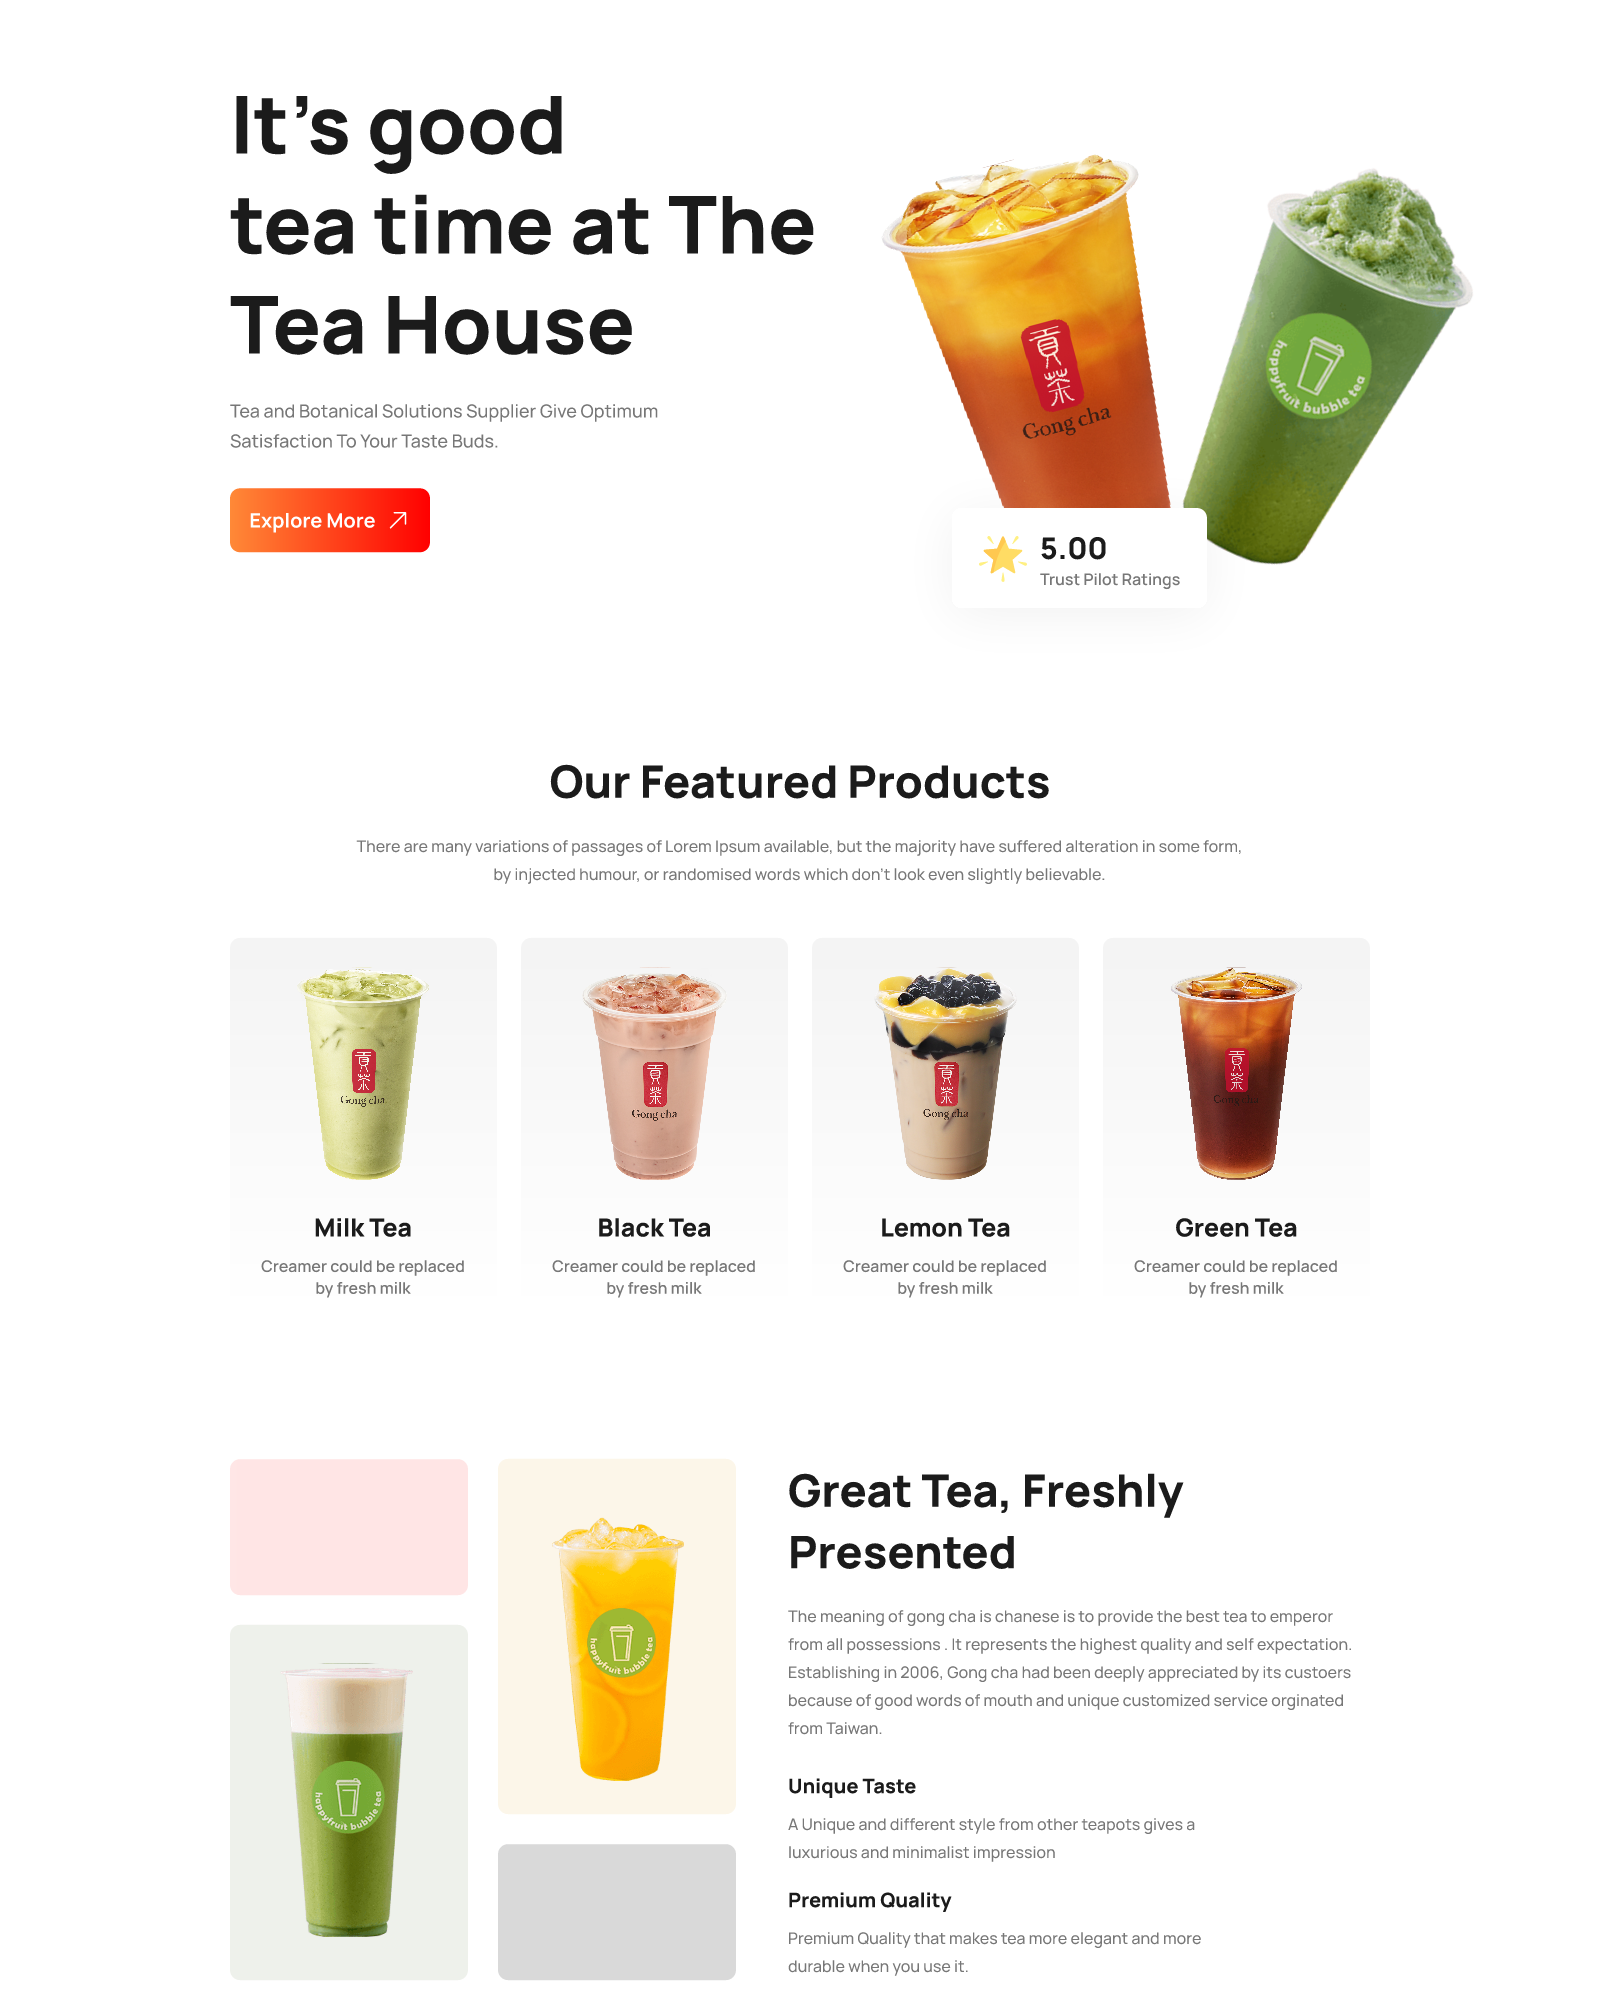 It’s good
tea time at The
Tea House
Tea and Botanical Solutions Supplier Give Optimum
Satisfaction To Your Taste Buds.
Explore More
貢茶
Gong cha
happyfruit bubble tea
5.00
Trust Pilot Ratings
Our Featured Products
There are many variations of passages of Lorem Ipsum available, but the majority have suffered alteration in some form,
by injected humour, or randomised words which don't look even slightly believable.
貢茶
Gong cha
貢茶
Gong cha
貢茶
Gong cha
貢茶
Gong cha
Milk Tea
Black Tea
Lemon Tea
Green Tea
Creamer could be replaced
by fresh milk
Creamer could be replaced
by fresh milk
Creamer could be replaced
by fresh milk
Creamer could be replaced
by fresh milk
happyfruit bubble tea
happyfruit bubble tea
Great Tea, Freshly
Presented
The meaning of gong cha is chanese is to provide the best tea to emperor
from all possessions . It represents the highest quality and self expectation.
Establishing in 2006, Gong cha had been deeply appreciated by its custoers
because of good words of mouth and unique customized service orginated
from Taiwan.
Unique Taste
A Unique and different style from other teapots gives a
luxurious and minimalist impression
Premium Quality
Premium Quality that makes tea more elegant and more
durable when you use it.